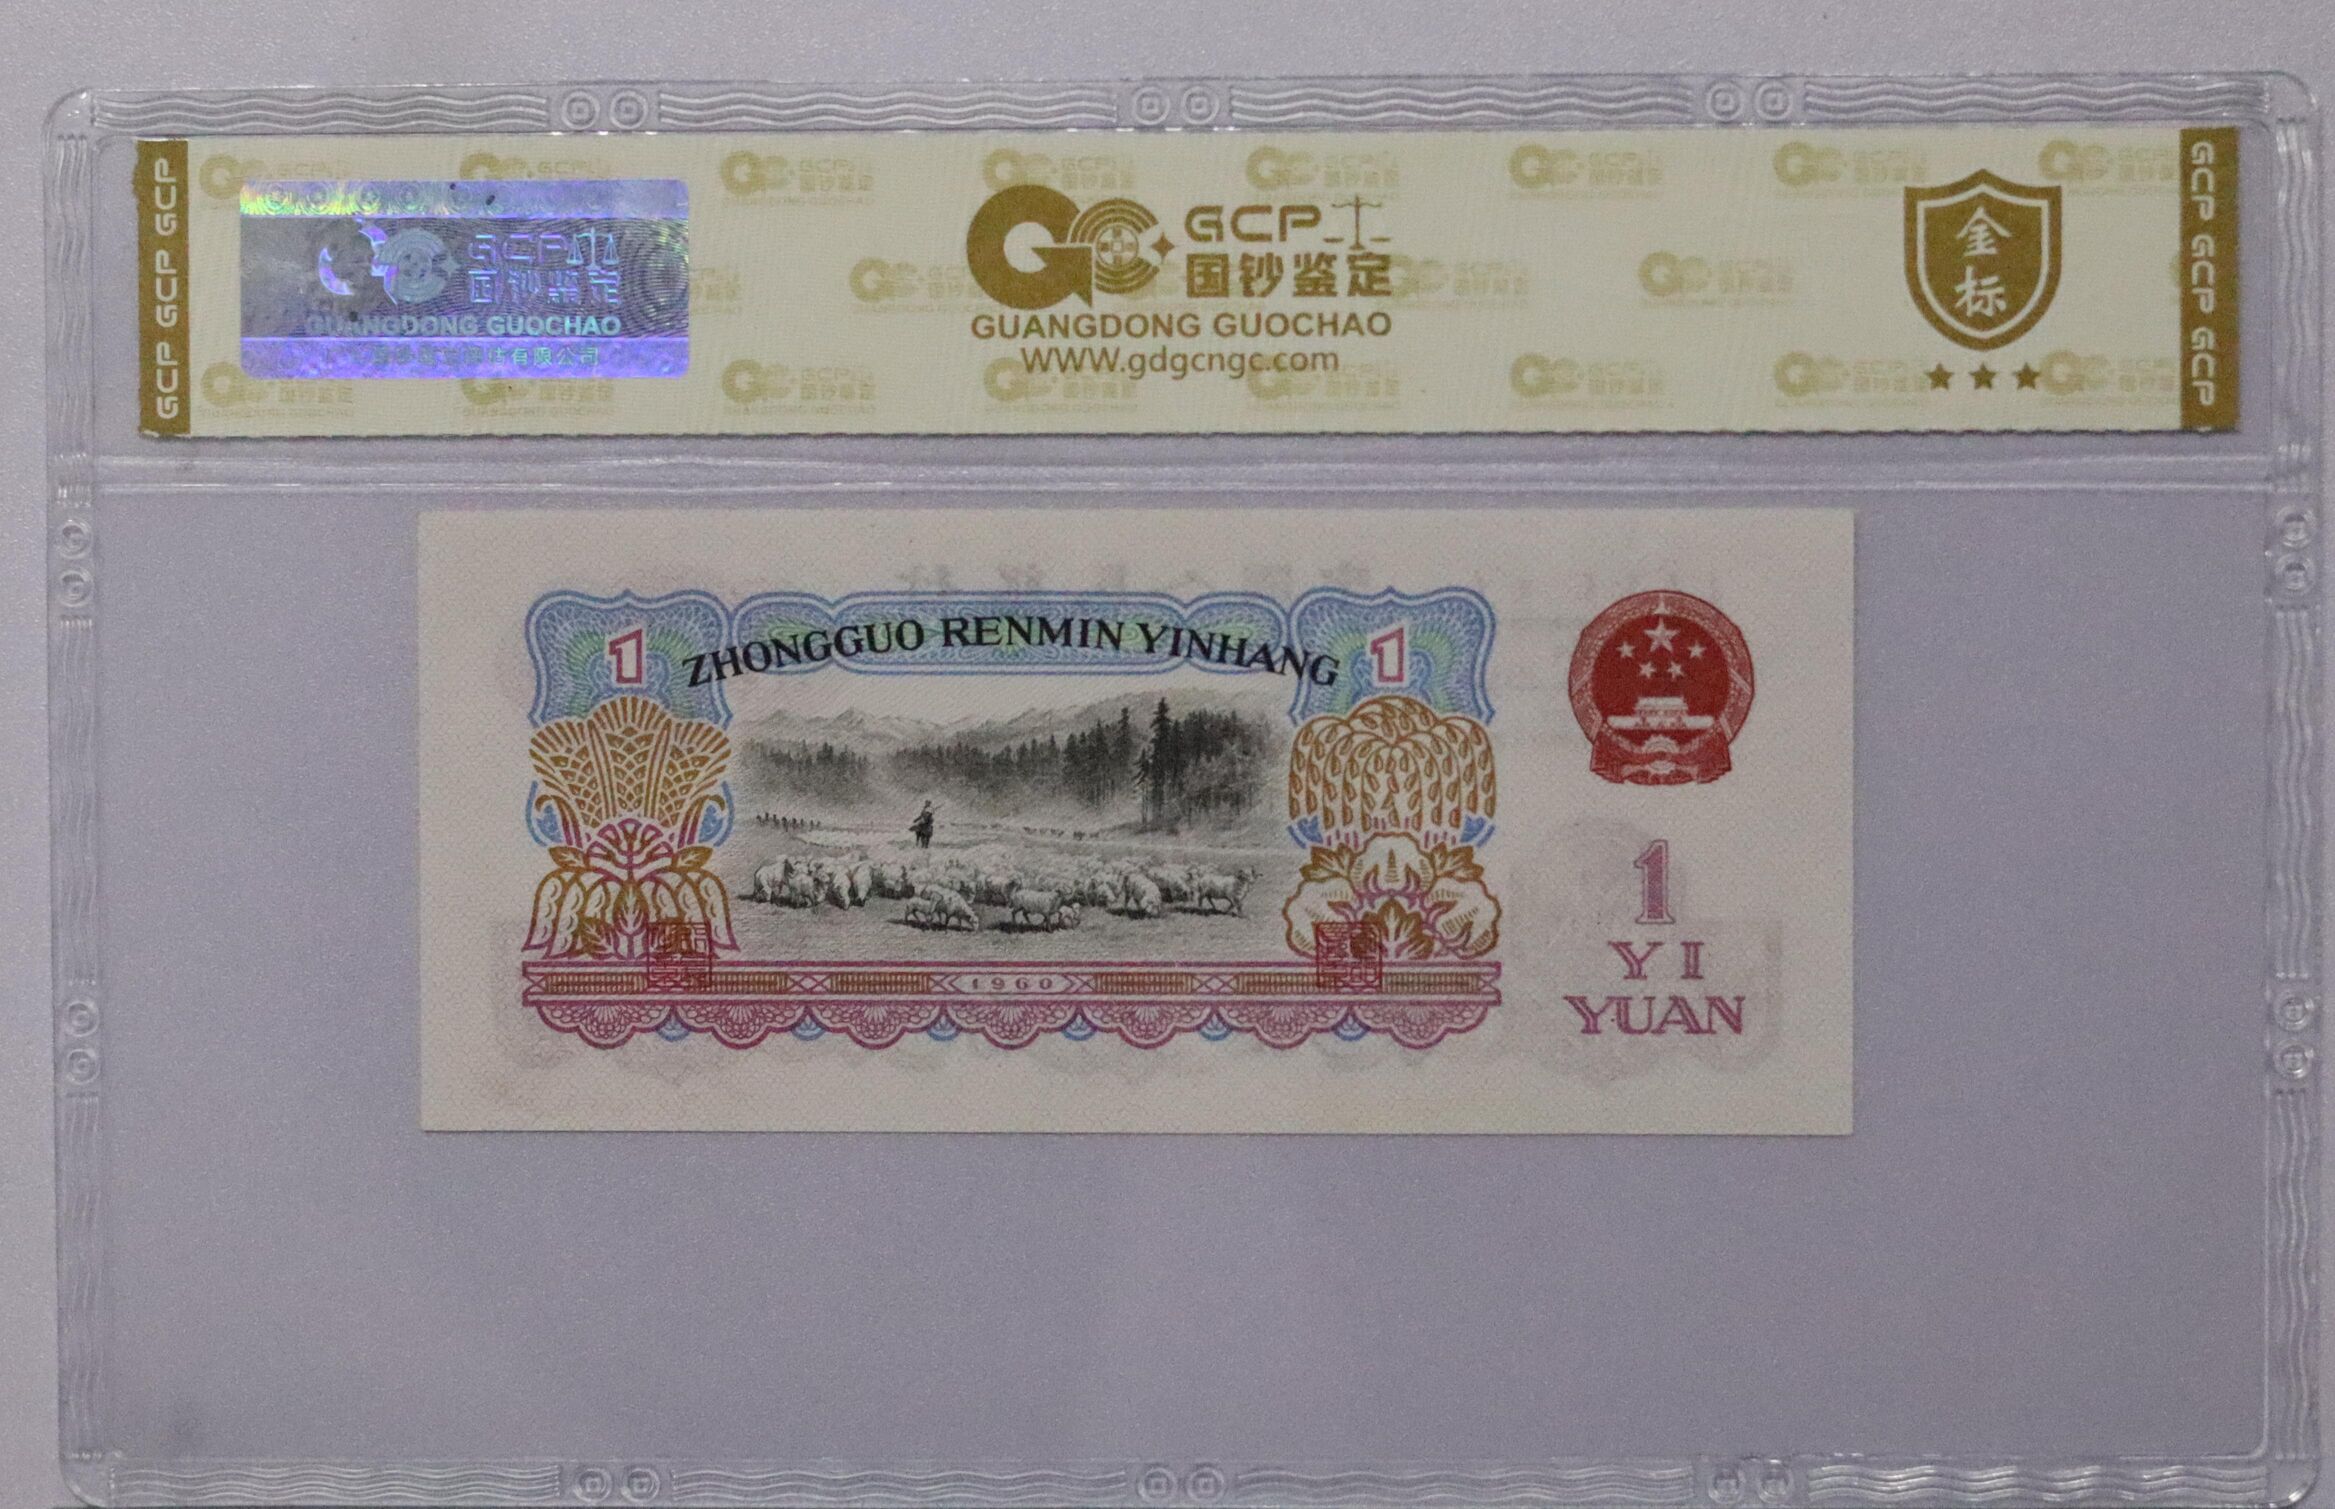 GCP GCP GCP
GCP
国钞鉴定
GUANGDONG GUOCHAO
GCP
国钞鉴定
GUANGDONG GUOCHAO
WWW.gdgcngc.com
金
标
GCP GCP GCP
ZHONGGUO RENMIN YINHANG
1
1
1960
1
YI
YUAN